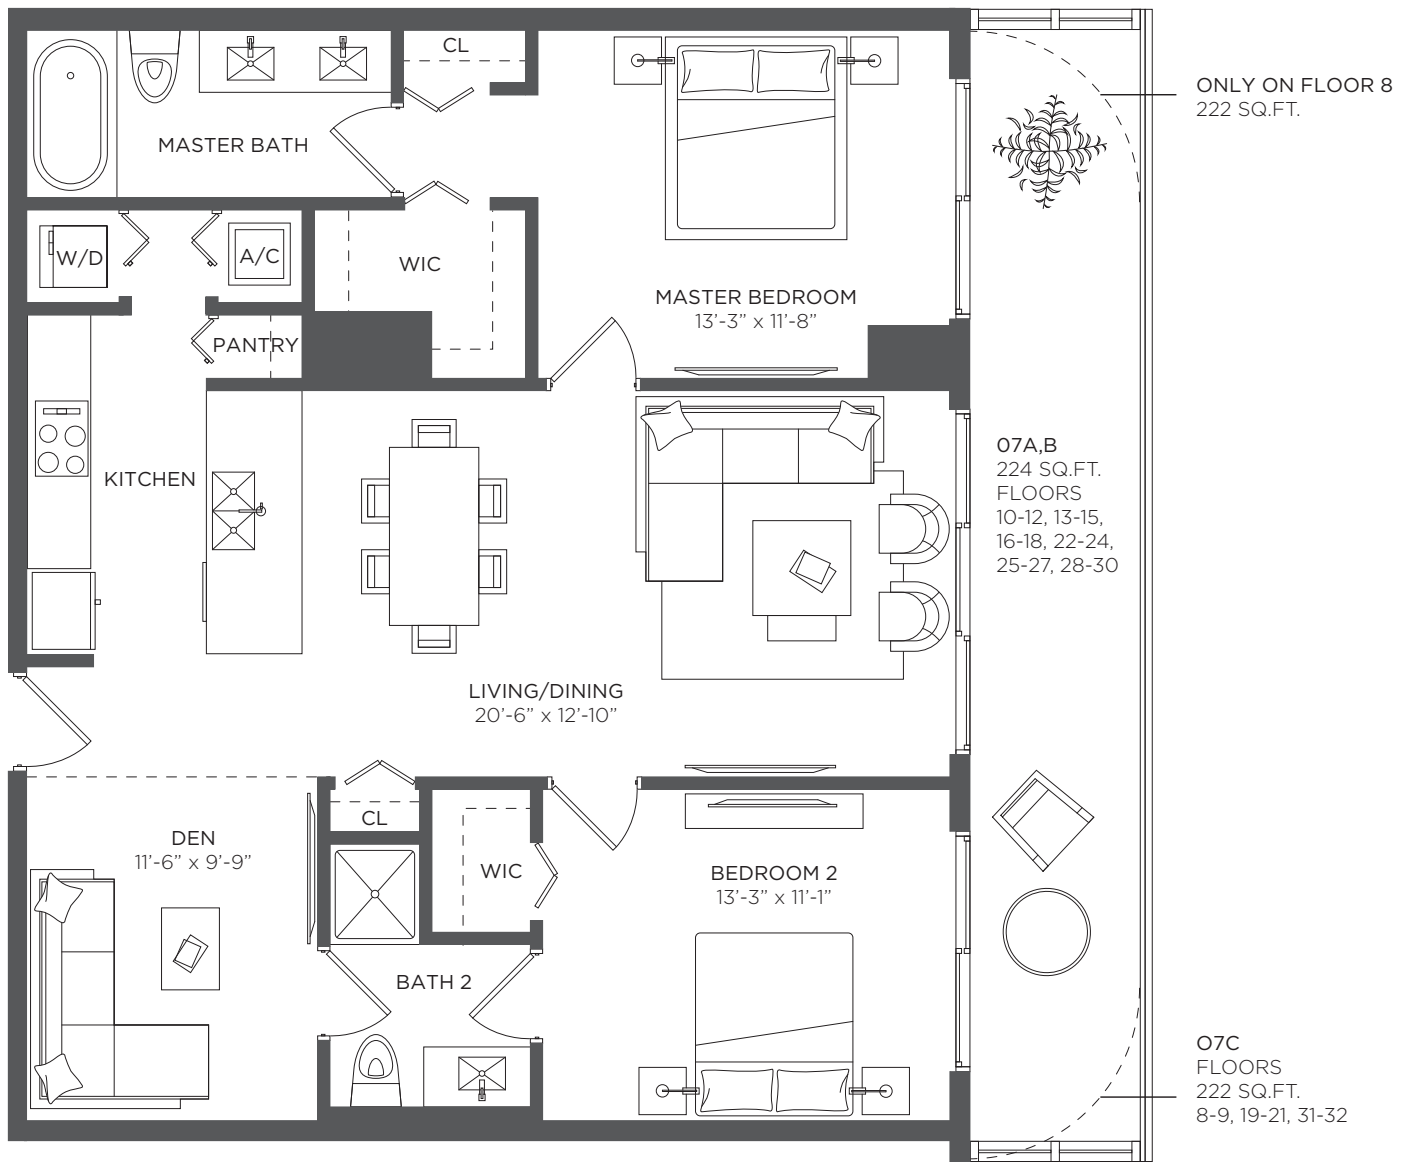 CL
ONLY ON FLOOR 8
222 SQ.FT.
MASTER BATH
W/D
A/C
WIC
MASTER BEDROOM
13’-3” x 11’-8”
PANTRY
07A,B
224 SQ.FT.
FLOORS
10-12, 13-15,
16-18, 22-24,
25-27, 28-30
KITCHEN
LIVING/DINING
20’-6” x 12’-10”
CL
DEN
11’-6” x 9’-9”
WIC
BEDROOM 2
13’-3” x 11’-1”
BATH 2
O7C
FLOORS
222 SQ.FT.
8-9, 19-21, 31-32